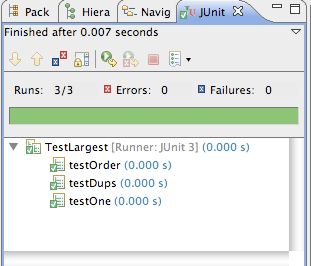 Pack Hiera Navig JUnit
Finished after 0.007 seconds
Runs: 3/3 Errors: 0 Failures: 0
TestLargest [Runner: JUnit 3] (0.000 s)
testOrder (0.000 s)
testDups (0.000 s)
testOne (0.000 s)